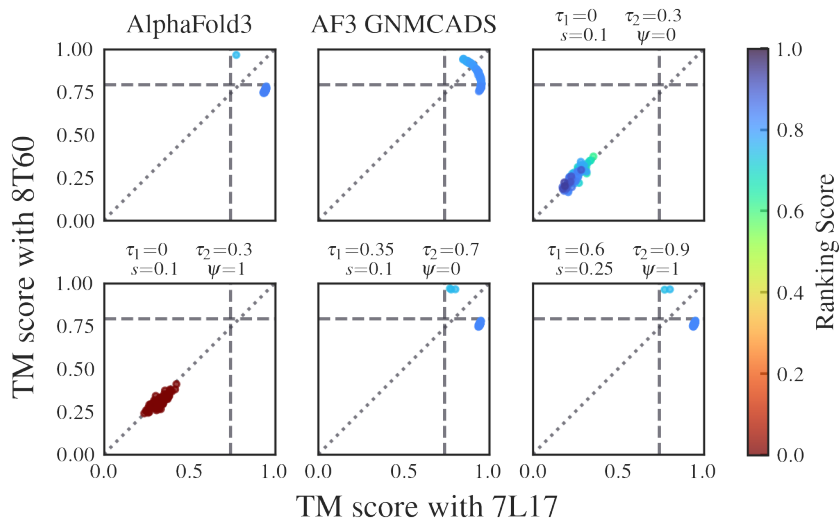 AlphaFold3
AF3 GNMCADS
τ1=0 τ2=0.3
s=0.1 ψ=0
1.00
0.75
0.50
0.25
0.00
TM score with 8T60
τ1=0 τ2=0.3
s=0.1 ψ=1
τ1=0.35 τ2=0.7
s=0.1 ψ=0
τ1=0.6 τ2=0.9
s=0.25 ψ=1
1.00
0.75
0.50
0.25
0.00
0.0 0.5 1.0
0.5 1.0
0.5 1.0
TM score with 7L17
1.0
0.8
0.6
0.4
0.2
0.0
Ranking Score